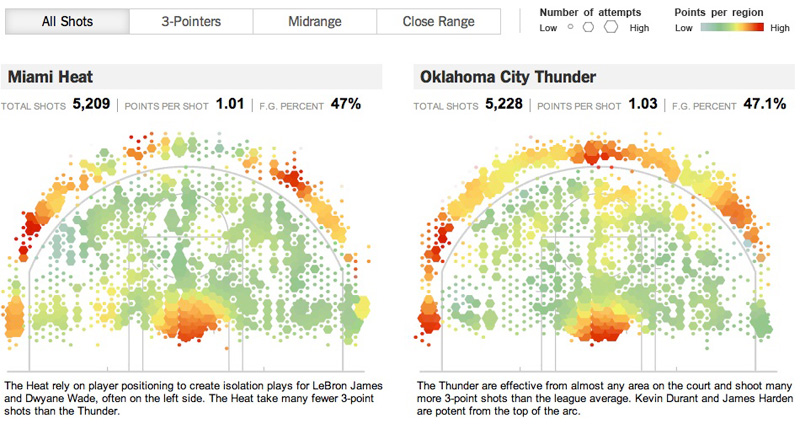 All Shots 3-Pointers Midrange Close Range
Number of attempts
Low High
Points per region
Low High
Miami Heat
TOTAL SHOTS 5,209 | POINTS PER SHOT 1.01 | F.G. PERCENT 47%
The Heat rely on player positioning to create isolation plays for LeBron James
and Dwyane Wade, often on the left side. The Heat take many fewer 3-point
shots than the Thunder.
Oklahoma City Thunder
TOTAL SHOTS 5,228 | POINTS PER SHOT 1.03 | F.G. PERCENT 47.1%
The Thunder are effective from almost any area on the court and shoot many
more 3-point shots than the league average. Kevin Durant and James Harden
are potent from the top of the arc.